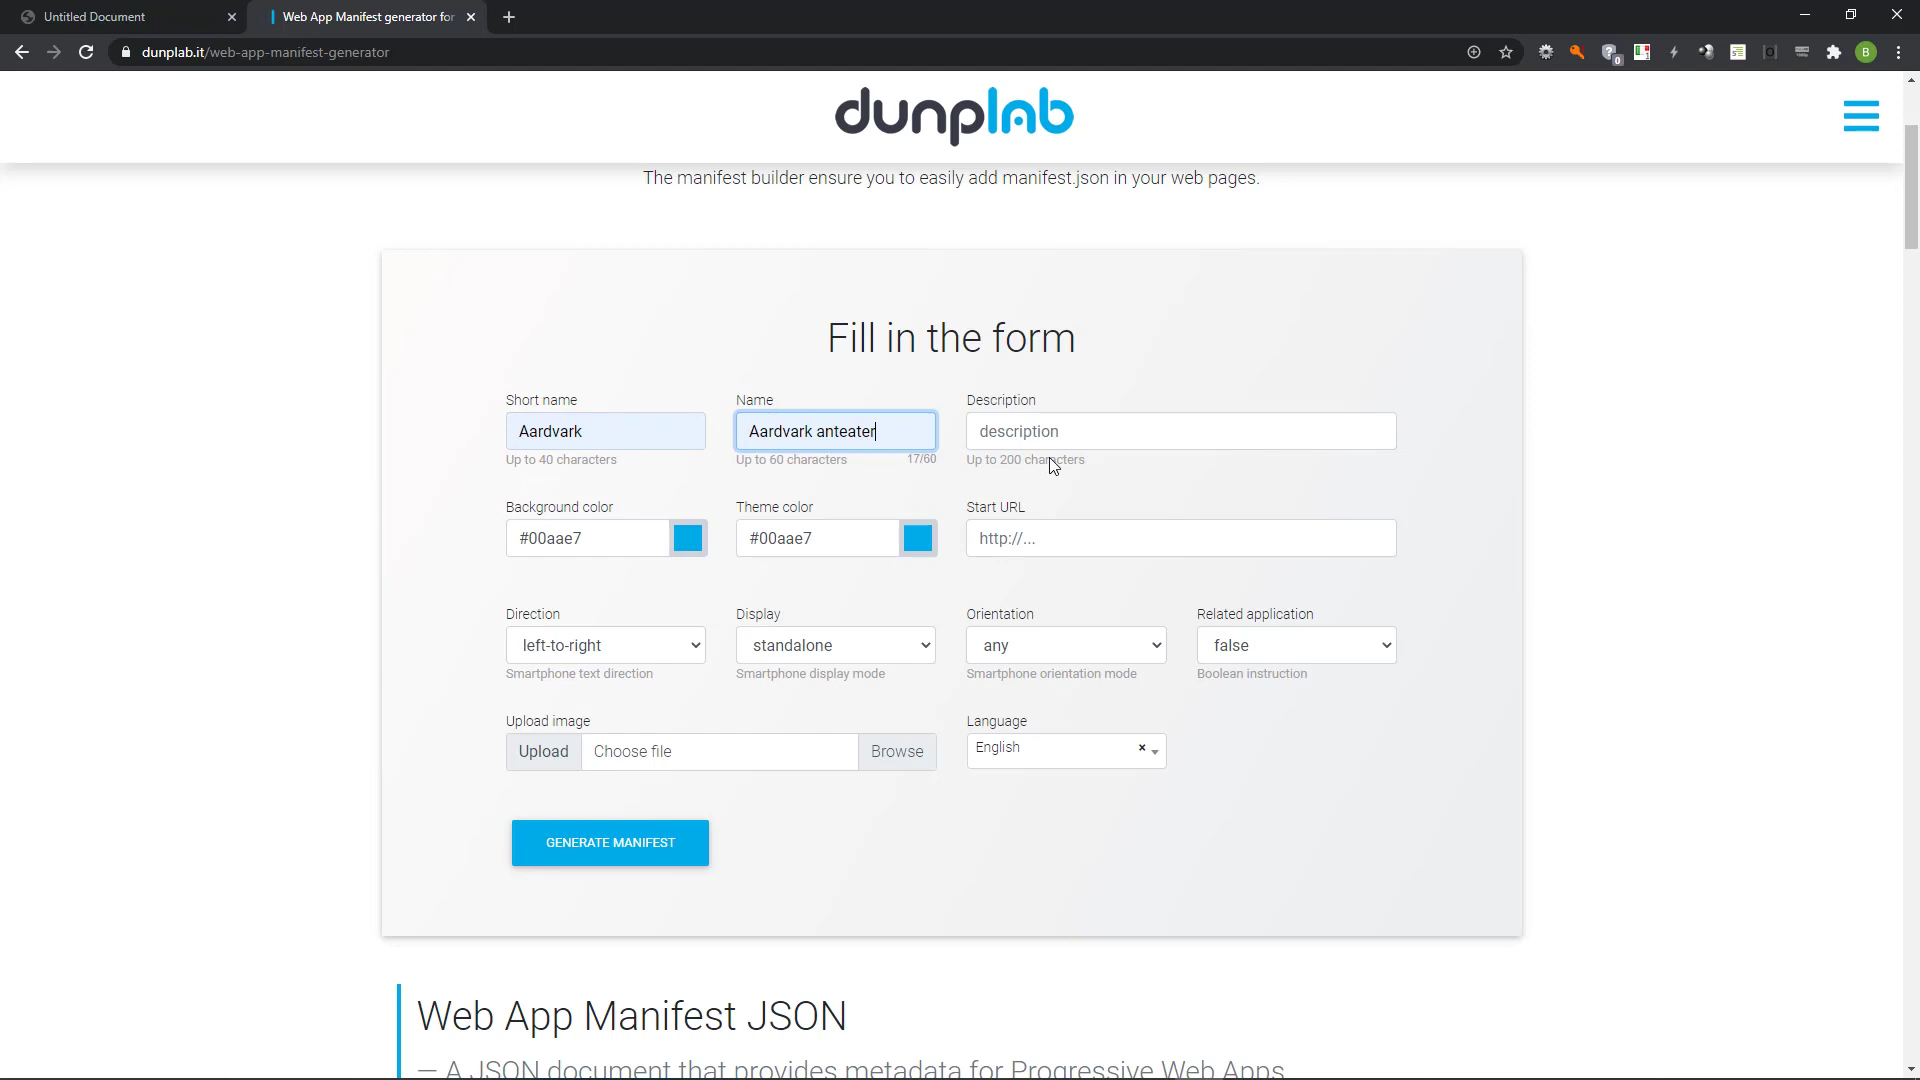 Untitled Document
Web App Manifest generator for
dunplab.it/web-app-manifest-generator
0
B
dunplab
The manifest builder ensure you to easily add manifest.json in your web pages.
Fill in the form
Short name
Name
Description
Aardvark
Aardvark anteater
description
Up to 40 characters
Up to 60 characters
17/60
Up to 200 characters
Background color
Theme color
Start URL
#00aae7
#00aae7
http://...
Direction
Display
Orientation
Related application
left-to-right
standalone
any
false
Smartphone text direction
Smartphone display mode
Smartphone orientation mode
Boolean instruction
Upload image
Language
Upload
Choose file
Browse
English
GENERATE MANIFEST
Web App Manifest JSON
— A JSON document that provides metadata for Progressive Web Apps